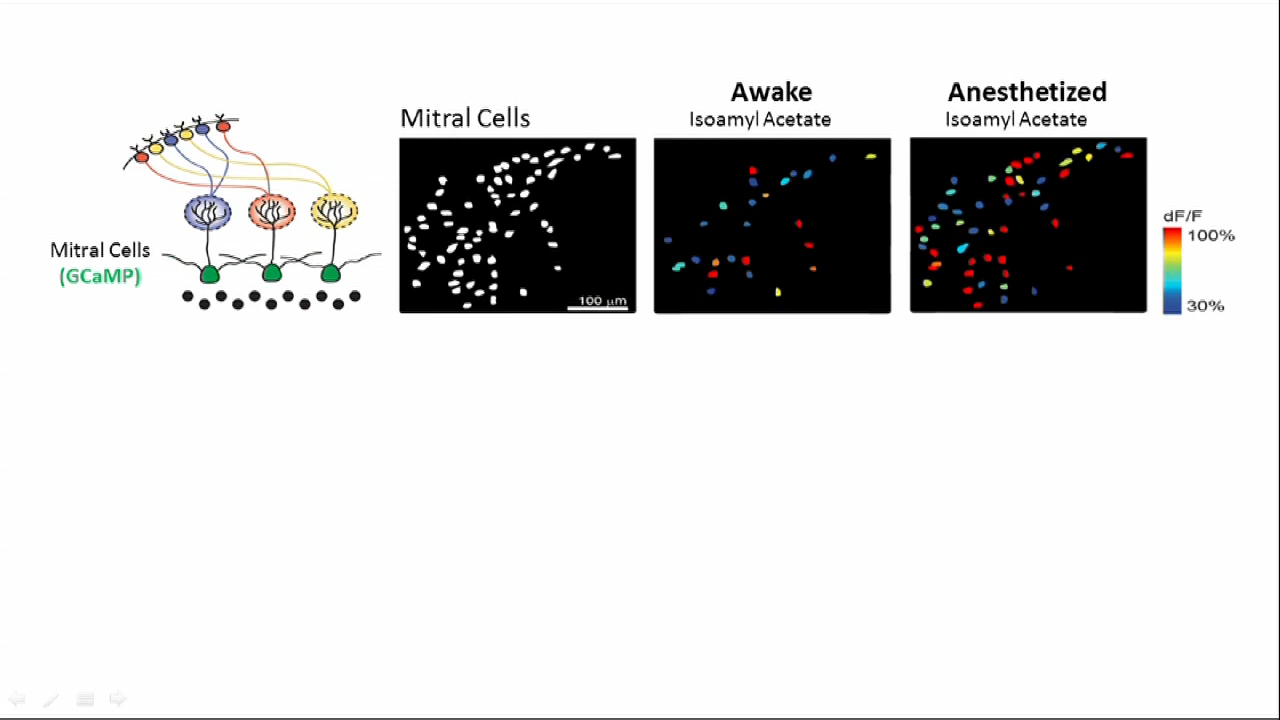 Mitral Cells
(GCaMP)
Mitral Cells
100 µm
Awake
Isoamyl Acetate
Anesthetized
Isoamyl Acetate
dF/F
100%
30%